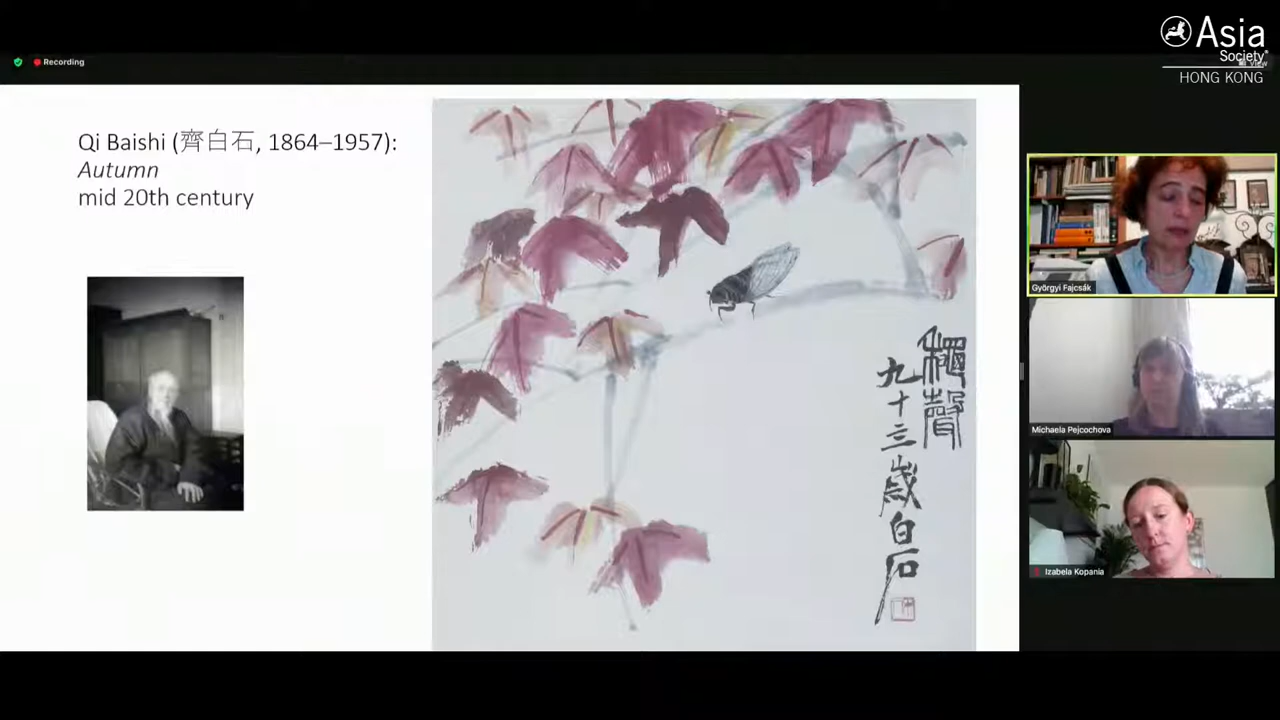 Asia
Society
HONG KONG
View
Recording
Qi Baishi (齊白石, 1864–1957):
Autumn
mid 20th century
聲
九十三歲白石
Györgyi Fajcsák
Michaela Pejcochova
Izabela Kopania